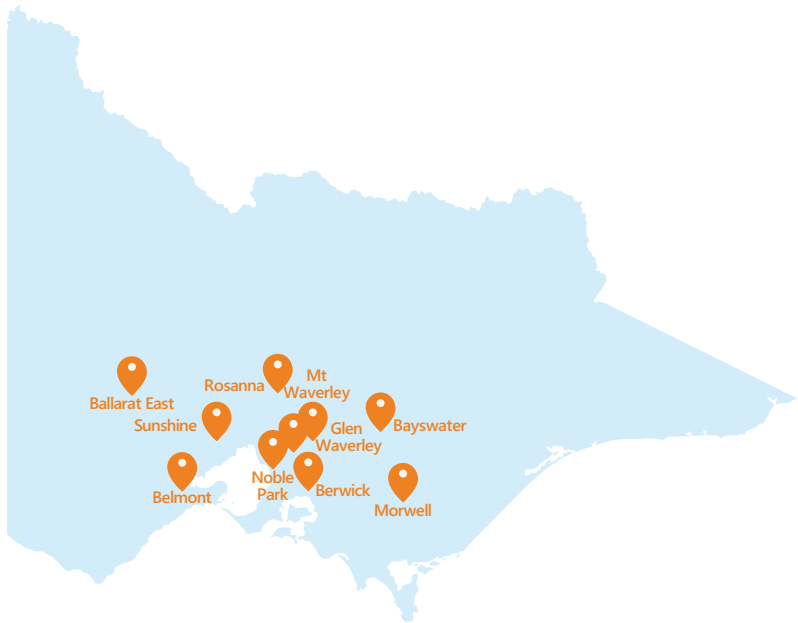 Mt
Waverley
Rosanna
Ballarat East
Sunshine
Glen
Waverley
Bayswater
Noble
Park
Berwick
Belmont
Morwell